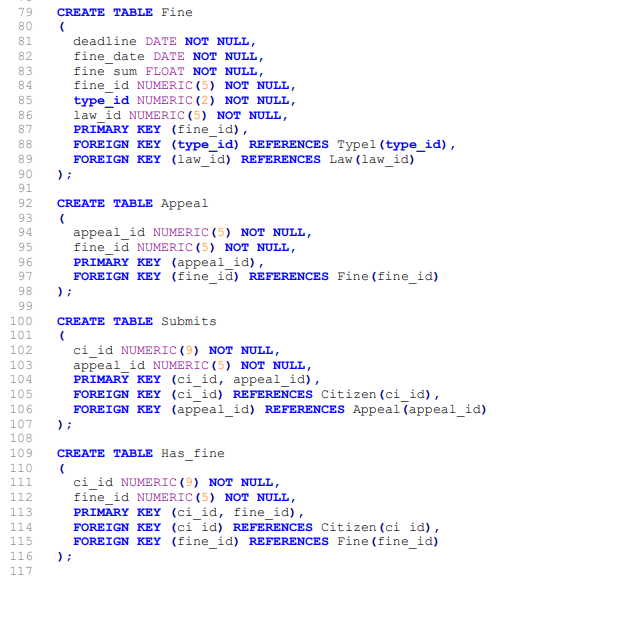 79 CREATE TABLE Fine
80 (
81 deadline DATE NOT NULL,
82 fine_date DATE NOT NULL,
83 fine_sum FLOAT NOT NULL,
84 fine_id NUMERIC(5) NOT NULL,
85 type_id NUMERIC(2) NOT NULL,
86 law_id NUMERIC(5) NOT NULL,
87 PRIMARY KEY (fine_id),
88 FOREIGN KEY (type_id) REFERENCES Type1(type_id),
89 FOREIGN KEY (law_id) REFERENCES Law(law_id)
90 );
91
92 CREATE TABLE Appeal
93 (
94 appeal_id NUMERIC(5) NOT NULL,
95 fine_id NUMERIC(5) NOT NULL,
96 PRIMARY KEY (appeal_id),
97 FOREIGN KEY (fine_id) REFERENCES Fine(fine_id)
98 );
99
100 CREATE TABLE Submits
101 (
102 ci_id NUMERIC(9) NOT NULL,
103 appeal_id NUMERIC(5) NOT NULL,
104 PRIMARY KEY (ci_id, appeal_id),
105 FOREIGN KEY (ci_id) REFERENCES Citizen(ci_id),
106 FOREIGN KEY (appeal_id) REFERENCES Appeal(appeal_id)
107 );
108
109 CREATE TABLE Has_fine
110 (
111 ci_id NUMERIC(9) NOT NULL,
112 fine_id NUMERIC(5) NOT NULL,
113 PRIMARY KEY (ci_id, fine_id),
114 FOREIGN KEY (ci_id) REFERENCES Citizen(ci_id),
115 FOREIGN KEY (fine_id) REFERENCES Fine(fine_id)
116 );
117